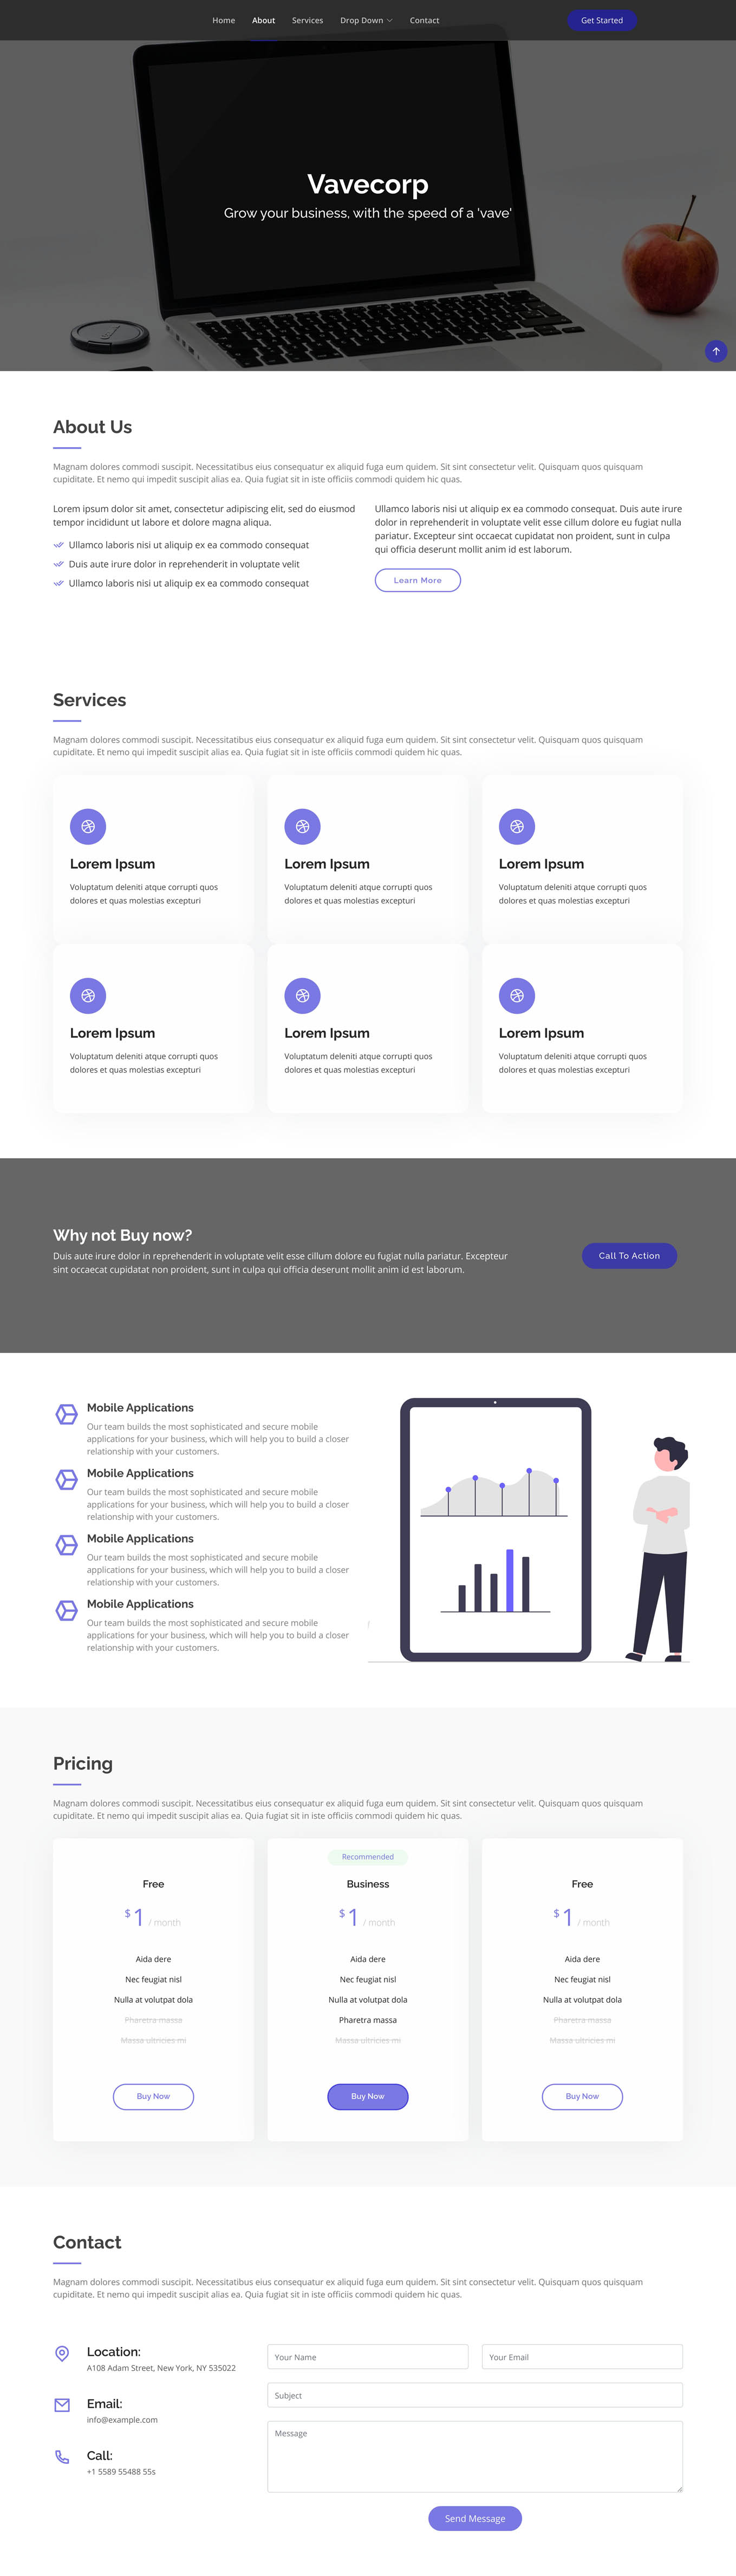 Home About Services Drop Down Contact Get Started
Vavecorp
Grow your business, with the speed of a 'vave'
About Us
Magnam dolores commodi suscipit. Necessitatibus eius consequatur ex aliquid fuga eum quidem. Sit sint consectetur velit. Quisquam quos quisquam
cupiditate. Et nemo qui impedit suscipit alias ea. Quia fugiat sit in iste officiis commodi quidem hic quas.
Lorem ipsum dolor sit amet, consectetur adipiscing elit, sed do eiusmod
tempor incididunt ut labore et dolore magna aliqua.
Ullamco laboris nisi ut aliquip ex ea commodo consequat
Duis aute irure dolor in reprehenderit in voluptate velit
Ullamco laboris nisi ut aliquip ex ea commodo consequat
Ullamco laboris nisi ut aliquip ex ea commodo consequat. Duis aute irure
dolor in reprehenderit in voluptate velit esse cillum dolore eu fugiat nulla
pariatur. Excepteur sint occaecat cupidatat non proident, sunt in culpa
qui officia deserunt mollit anim id est laborum.
Learn More
Services
Magnam dolores commodi suscipit. Necessitatibus eius consequatur ex aliquid fuga eum quidem. Sit sint consectetur velit. Quisquam quos quisquam
cupiditate. Et nemo qui impedit suscipit alias ea. Quia fugiat sit in iste officiis commodi quidem hic quas.
Lorem Ipsum
Voluptatum deleniti atque corrupti quos
dolores et quas molestias excepturi
Lorem Ipsum
Voluptatum deleniti atque corrupti quos
dolores et quas molestias excepturi
Lorem Ipsum
Voluptatum deleniti atque corrupti quos
dolores et quas molestias excepturi
Lorem Ipsum
Voluptatum deleniti atque corrupti quos
dolores et quas molestias excepturi
Lorem Ipsum
Voluptatum deleniti atque corrupti quos
dolores et quas molestias excepturi
Lorem Ipsum
Voluptatum deleniti atque corrupti quos
dolores et quas molestias excepturi
Why not Buy now?
Duis aute irure dolor in reprehenderit in voluptate velit esse cillum dolore eu fugiat nulla pariatur. Excepteur
sint occaecat cupidatat non proident, sunt in culpa qui officia deserunt mollit anim id est laborum.
Call To Action
Mobile Applications
Our team builds the most sophisticated and secure mobile
applications for your business, which will help you to build a closer
relationship with your customers.
Mobile Applications
Our team builds the most sophisticated and secure mobile
applications for your business, which will help you to build a closer
relationship with your customers.
Mobile Applications
Our team builds the most sophisticated and secure mobile
applications for your business, which will help you to build a closer
relationship with your customers.
Mobile Applications
Our team builds the most sophisticated and secure mobile
applications for your business, which will help you to build a closer
relationship with your customers.
Pricing
Magnam dolores commodi suscipit. Necessitatibus eius consequatur ex aliquid fuga eum quidem. Sit sint consectetur velit. Quisquam quos quisquam
cupiditate. Et nemo qui impedit suscipit alias ea. Quia fugiat sit in iste officiis commodi quidem hic quas.
Free
$1 / month
Aida dere
Nec feugiat nisl
Nulla at volutpat dola
Pharetra massa
Massa ultricies mi
Buy Now
Recommended
Business
$1 / month
Aida dere
Nec feugiat nisl
Nulla at volutpat dola
Pharetra massa
Massa ultricies mi
Buy Now
Free
$1 / month
Aida dere
Nec feugiat nisl
Nulla at volutpat dola
Pharetra massa
Massa ultricies mi
Buy Now
Contact
Magnam dolores commodi suscipit. Necessitatibus eius consequatur ex aliquid fuga eum quidem. Sit sint consectetur velit. Quisquam quos quisquam
cupiditate. Et nemo qui impedit suscipit alias ea. Quia fugiat sit in iste officiis commodi quidem hic quas.
Location:
A108 Adam Street, New York, NY 535022
Email:
info@example.com
Call:
+1 5589 55488 55s
Your Name
Your Email
Subject
Message
Send Message